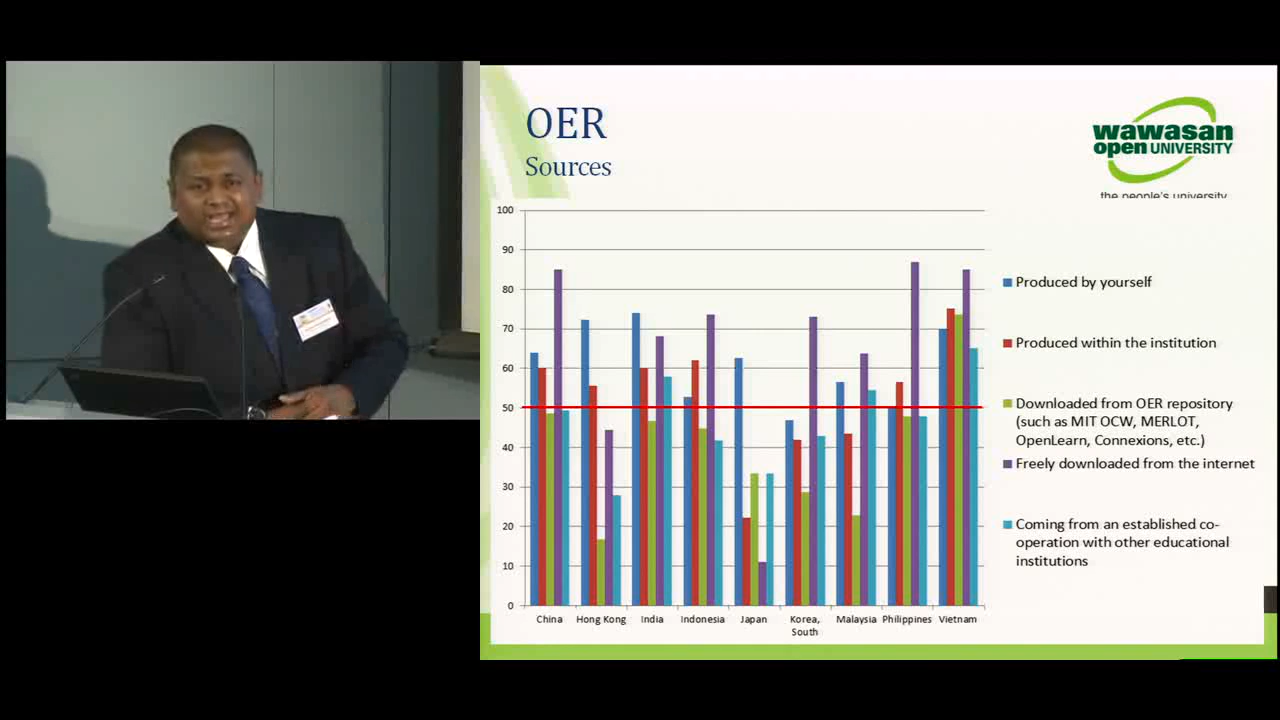 OER
Sources
wawasan
open UNIVERSITY
the people's university
100
90
80
70
60
50
40
30
20
10
0
China
Hong Kong
India
Indonesia
Japan
Korea,
South
Malaysia
Philippines
Vietnam
Produced by yourself
Produced within the institution
Downloaded from OER repository
(such as MIT OCW, MERLOT,
OpenLearn, Connexions, etc.)
Freely downloaded from the internet
Coming from an established co-
operation with other educational
institutions